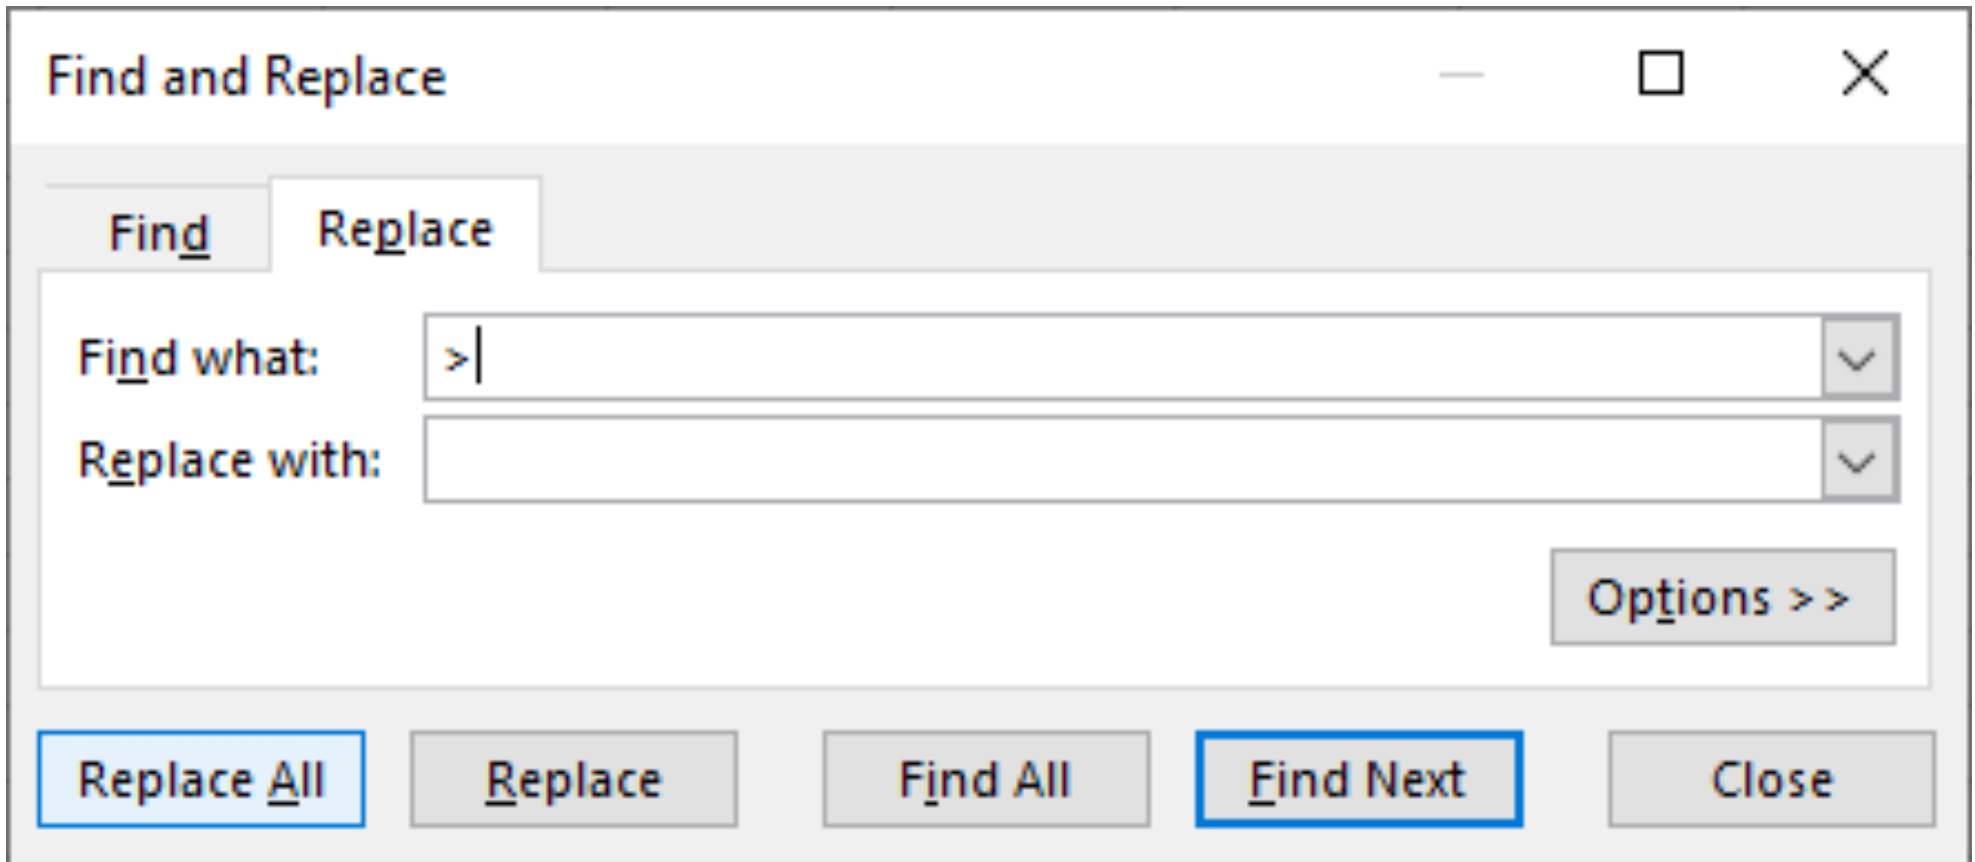 Find and Replace
Find Replace
Find what: >
Replace with:
Options >>
Replace All Replace Find All Find Next Close